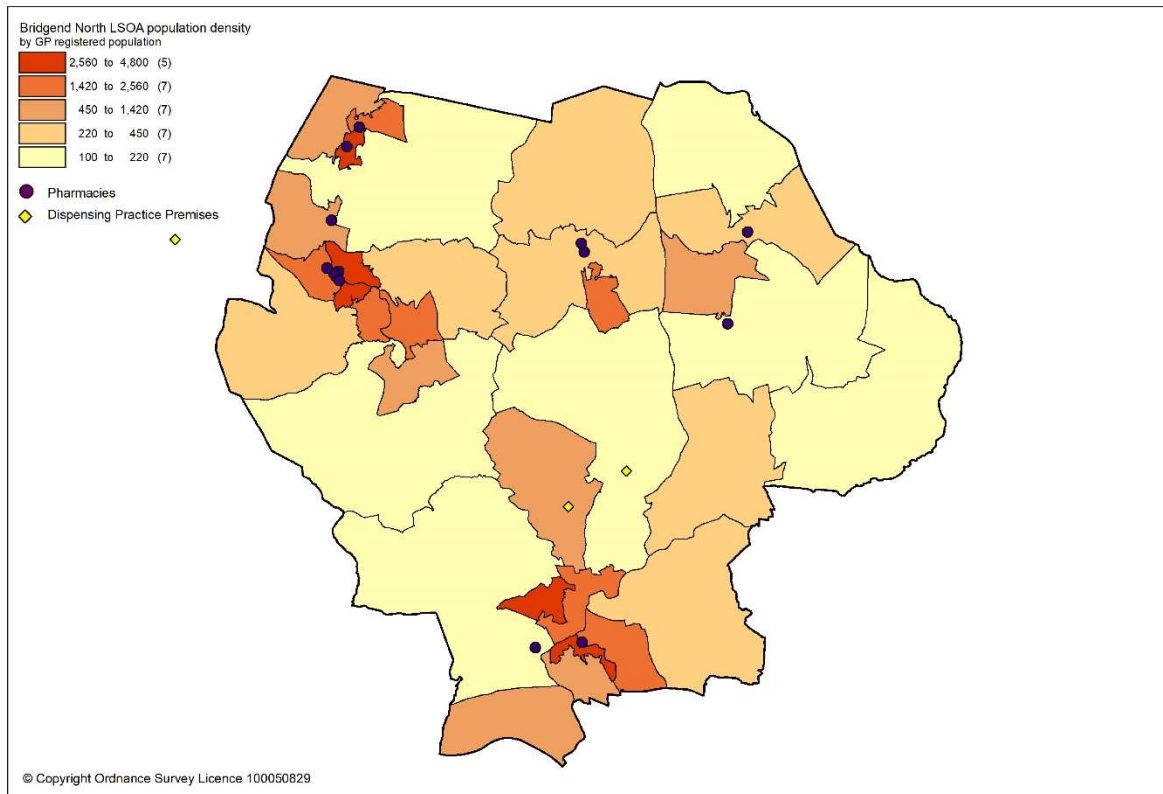 Bridgend North LSOA population density
by GP registered population
2,560 to 4,800 (5)
1,420 to 2,560 (7)
450 to 1,420 (7)
220 to 450 (7)
100 to 220 (7)
Pharmacies
Dispensing Practice Premises
© Copyright Ordnance Survey Licence 100050829